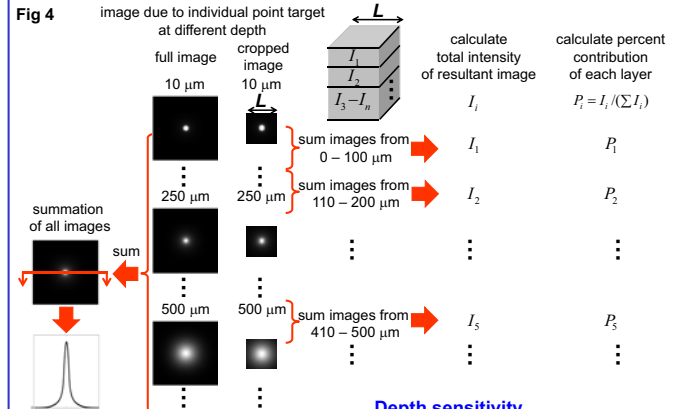 Fig 4
image due to individual point target
at different depth
full image
cropped
image
10 μm
10 μm
L
L
I1
I2
I3 – In
calculate
total intensity
of resultant image
calculate percent
contribution
of each layer
Ii
Pi = Ii /(∑ Ii)
sum images from
0 – 100 μm
I1
P1
250 μm
250 μm
sum images from
110 – 200 μm
I2
P2
summation
of all images
sum
500 μm
500 μm
sum images from
410 – 500 μm
I5
P5
Depth sensitivity